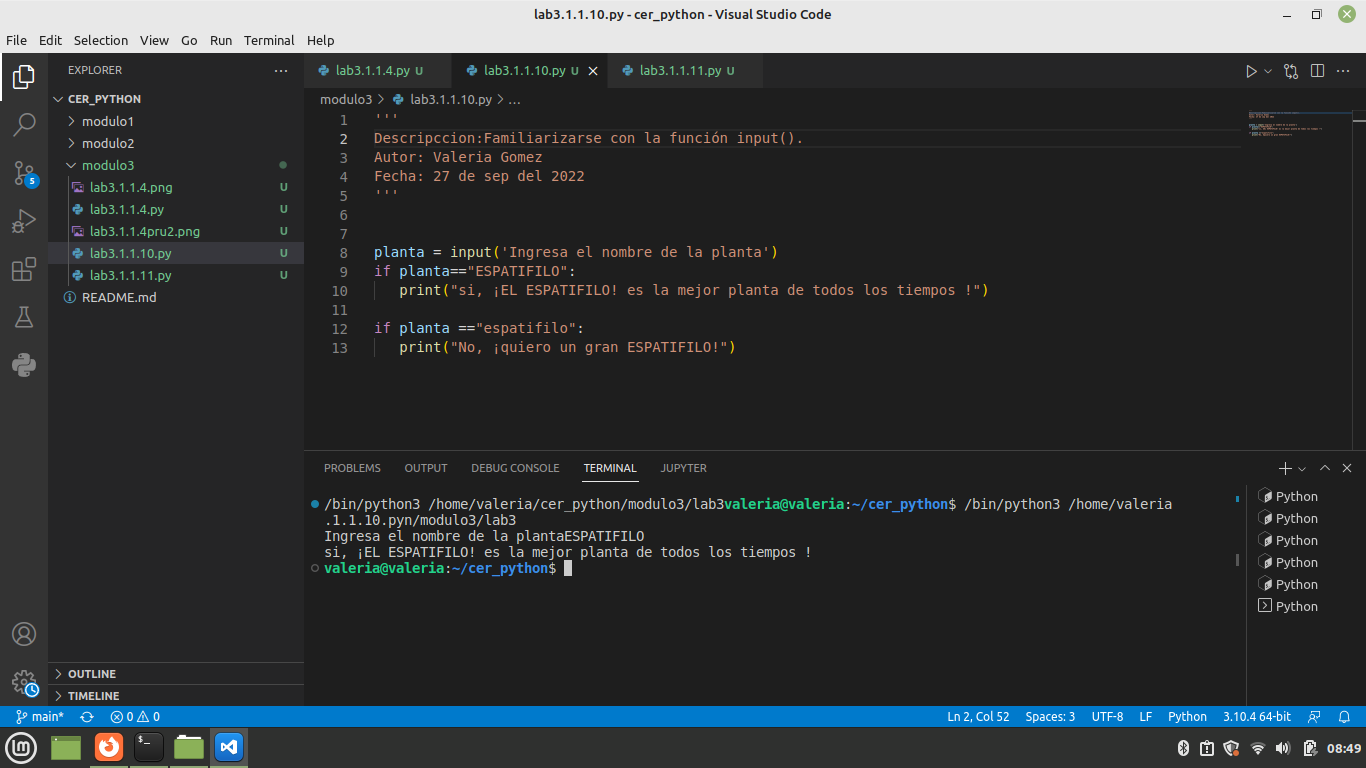 lab3.1.1.10.py - cer_python - Visual Studio Code
File Edit Selection View Go Run Terminal Help
EXPLORER
CER_PYTHON
modulo1
modulo2
modulo3
lab3.1.1.4.png U
lab3.1.1.4.py U
lab3.1.1.4pru2.png U
lab3.1.1.10.py U
lab3.1.1.11.py U
README.md
5
OUTLINE
TIMELINE
lab3.1.1.4.py U lab3.1.1.10.py U lab3.1.1.11.py U
modulo3 > lab3.1.1.10.py > ...
1 '''
2 Descripccion:Familiarizarse con la función input().
3 Autor: Valeria Gomez
4 Fecha: 27 de sep del 2022
5 '''
6
7
8 planta = input('Ingresa el nombre de la planta')
9 if planta=="ESPATIFILO":
10 print("si, ¡EL ESPATIFILO! es la mejor planta de todos los tiempos !")
11
12 if planta =="espatifilo":
13 print("No, ¡quiero un gran ESPATIFILO!")
PROBLEMS OUTPUT DEBUG CONSOLE TERMINAL JUPYTER
/bin/python3 /home/valeria/cer_python/modulo3/lab3valeria@valeria:~/cer_python$ /bin/python3 /home/valeria
.1.1.10.pyn/modulo3/lab3
Ingresa el nombre de la plantaESPATIFILO
si, ¡EL ESPATIFILO! es la mejor planta de todos los tiempos !
valeria@valeria:~/cer_python$
Python
Python
Python
Python
Python
Python
main* 0 0 Ln 2, Col 52 Spaces: 3 UTF-8 LF Python 3.10.4 64-bit
08:49